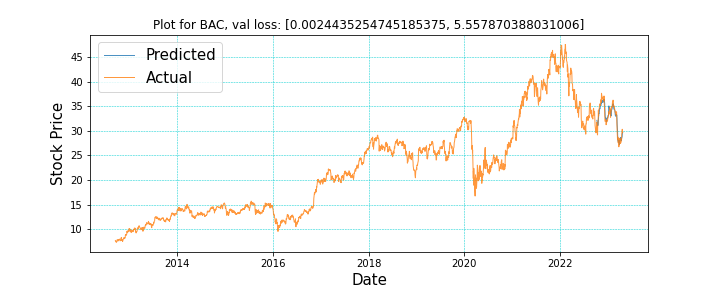 Plot for BAC, val loss: [0.0024435254745185375, 5.557870388031006]
Predicted
Actual
Stock Price
45
40
35
30
25
20
15
10
2014
2016
2018
2020
2022
Date